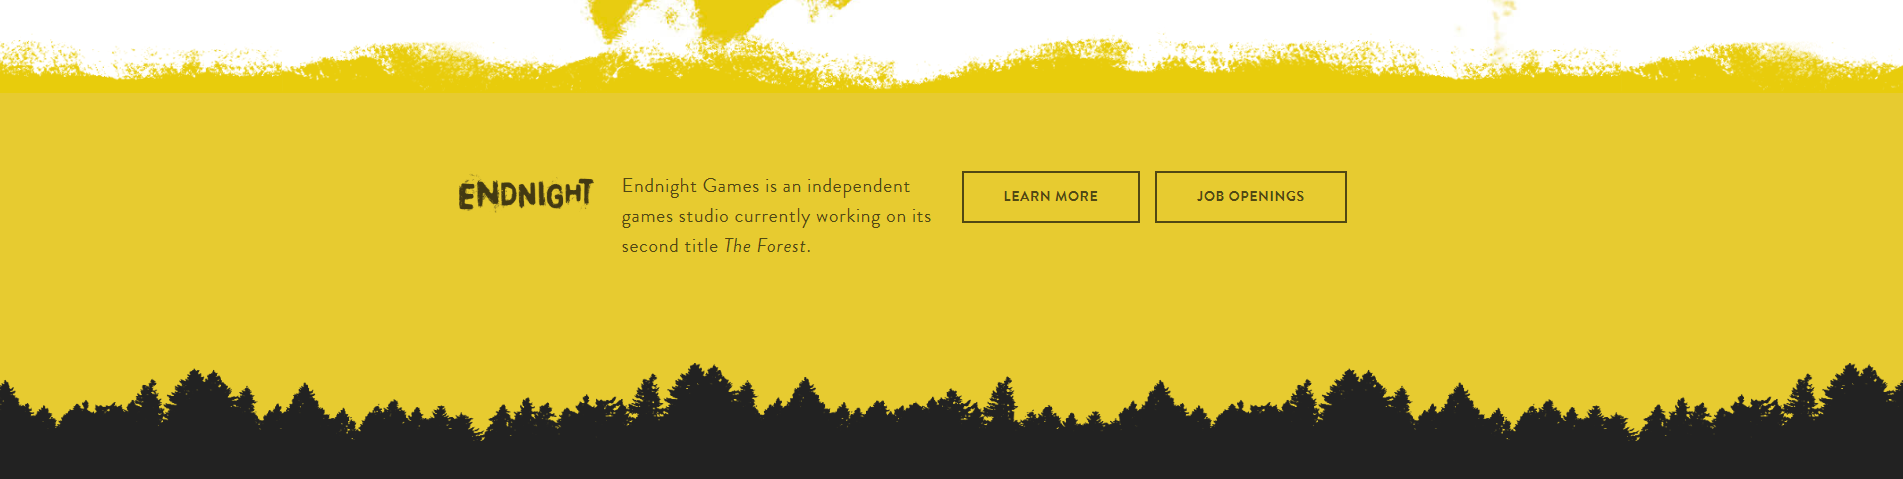 ENDNIGHT
Endnight Games is an independent
games studio currently working on its
second title The Forest.
LEARN MORE
JOB OPENINGS